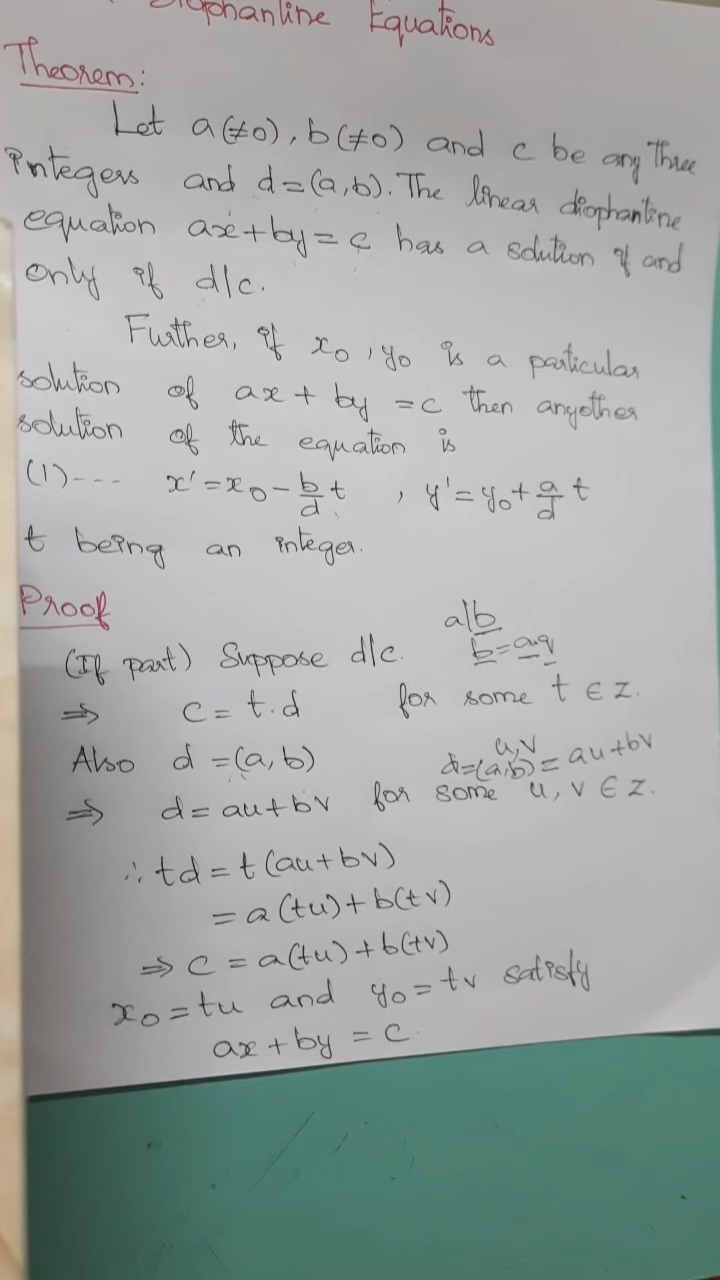 Diophantine Equations
Theorem:
Let a(≠0), b(≠0) and c be any three
integers and d=(a,b). The linear diophantine
equation ax+by=c has a solution if and
only if d|c.
Further, if x₀, y₀ is a particular
solution of ax + by = c then anyother
solution of the equation is
(1)--- x' = x₀ - b/d t , y' = y₀ + a/d t
t being an integer.
Proof
a|b
(If part) Suppose d|c. b=aq
⇒ c = t.d for some t ∈ z.
Also d = (a,b) u,v d=(a,b)= au+bv
⇒ d = au+bv for some u, v ∈ z.
∴ td = t(au+bv)
= a(tu)+b(tv)
⇒ c = a(tu)+b(tv)
x₀ = tu and y₀ = tv satisfy
ax + by = c.